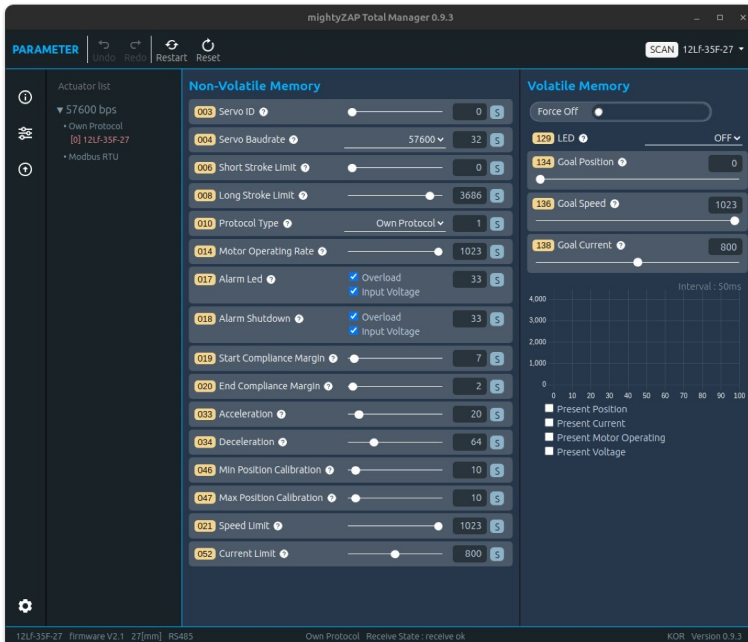 mightyZAP Total Manager 0.9.3
PARAMETER Undo Redo Restart Reset SCAN 12Lf-35F-27
Actuator list
57600 bps
• Own Protocol
[0] 12Lf-35F-27
• Modbus RTU
Non-Volatile Memory
003 Servo ID ? 0 S
004 Servo Baudrate ? 57600 32 S
006 Short Stroke Limit ? 0 S
008 Long Stroke Limit ? 3686 S
010 Protocol Type ? Own Protocol 1 S
014 Motor Operating Rate ? 1023 S
017 Alarm Led ? Overload 33 S
Input Voltage
018 Alarm Shutdown ? Overload 33 S
Input Voltage
019 Start Compliance Margin ? 7 S
020 End Compliance Margin ? 2 S
033 Acceleration ? 20 S
034 Deceleration ? 64 S
046 Min Position Calibration ? 10 S
047 Max Position Calibration ? 10 S
021 Speed Limit ? 1023 S
052 Current Limit ? 800 S
Volatile Memory
Force Off
129 LED ? OFF
134 Goal Position ? 0
136 Goal Speed ? 1023
138 Goal Current ? 800
Interval : 50ms
4,000
3,000
2,000
1,000
0
0 10 20 30 40 50 60 70 80 90 100
Present Position
Present Current
Present Motor Operating
Present Voltage
12Lf-35F-27 firmware V2.1 27[mm] RS485 Own Protocol Receive State : receive ok KOR Version 0.9.3